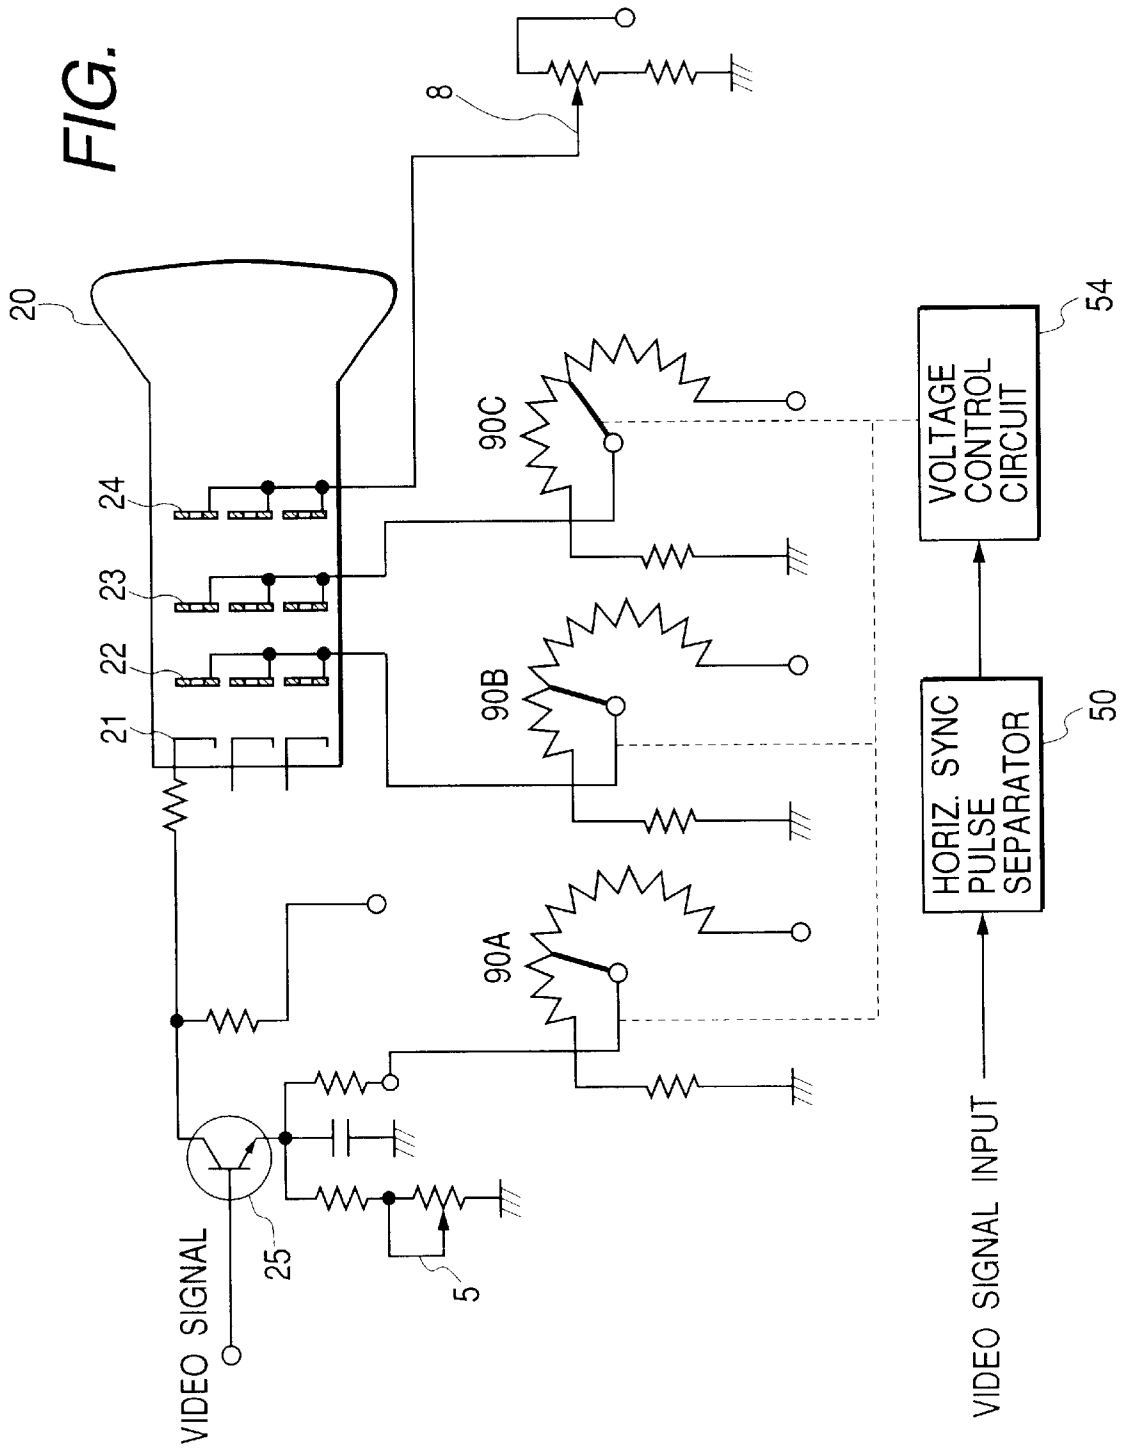 FIG.
VIDEO SIGNAL
25
5
20
21
22
23
24
8
90A
90B
90C
VIDEO SIGNAL INPUT
HORIZ. SYNC
PULSE
SEPARATOR
50
VOLTAGE
CONTROL
CIRCUIT
54